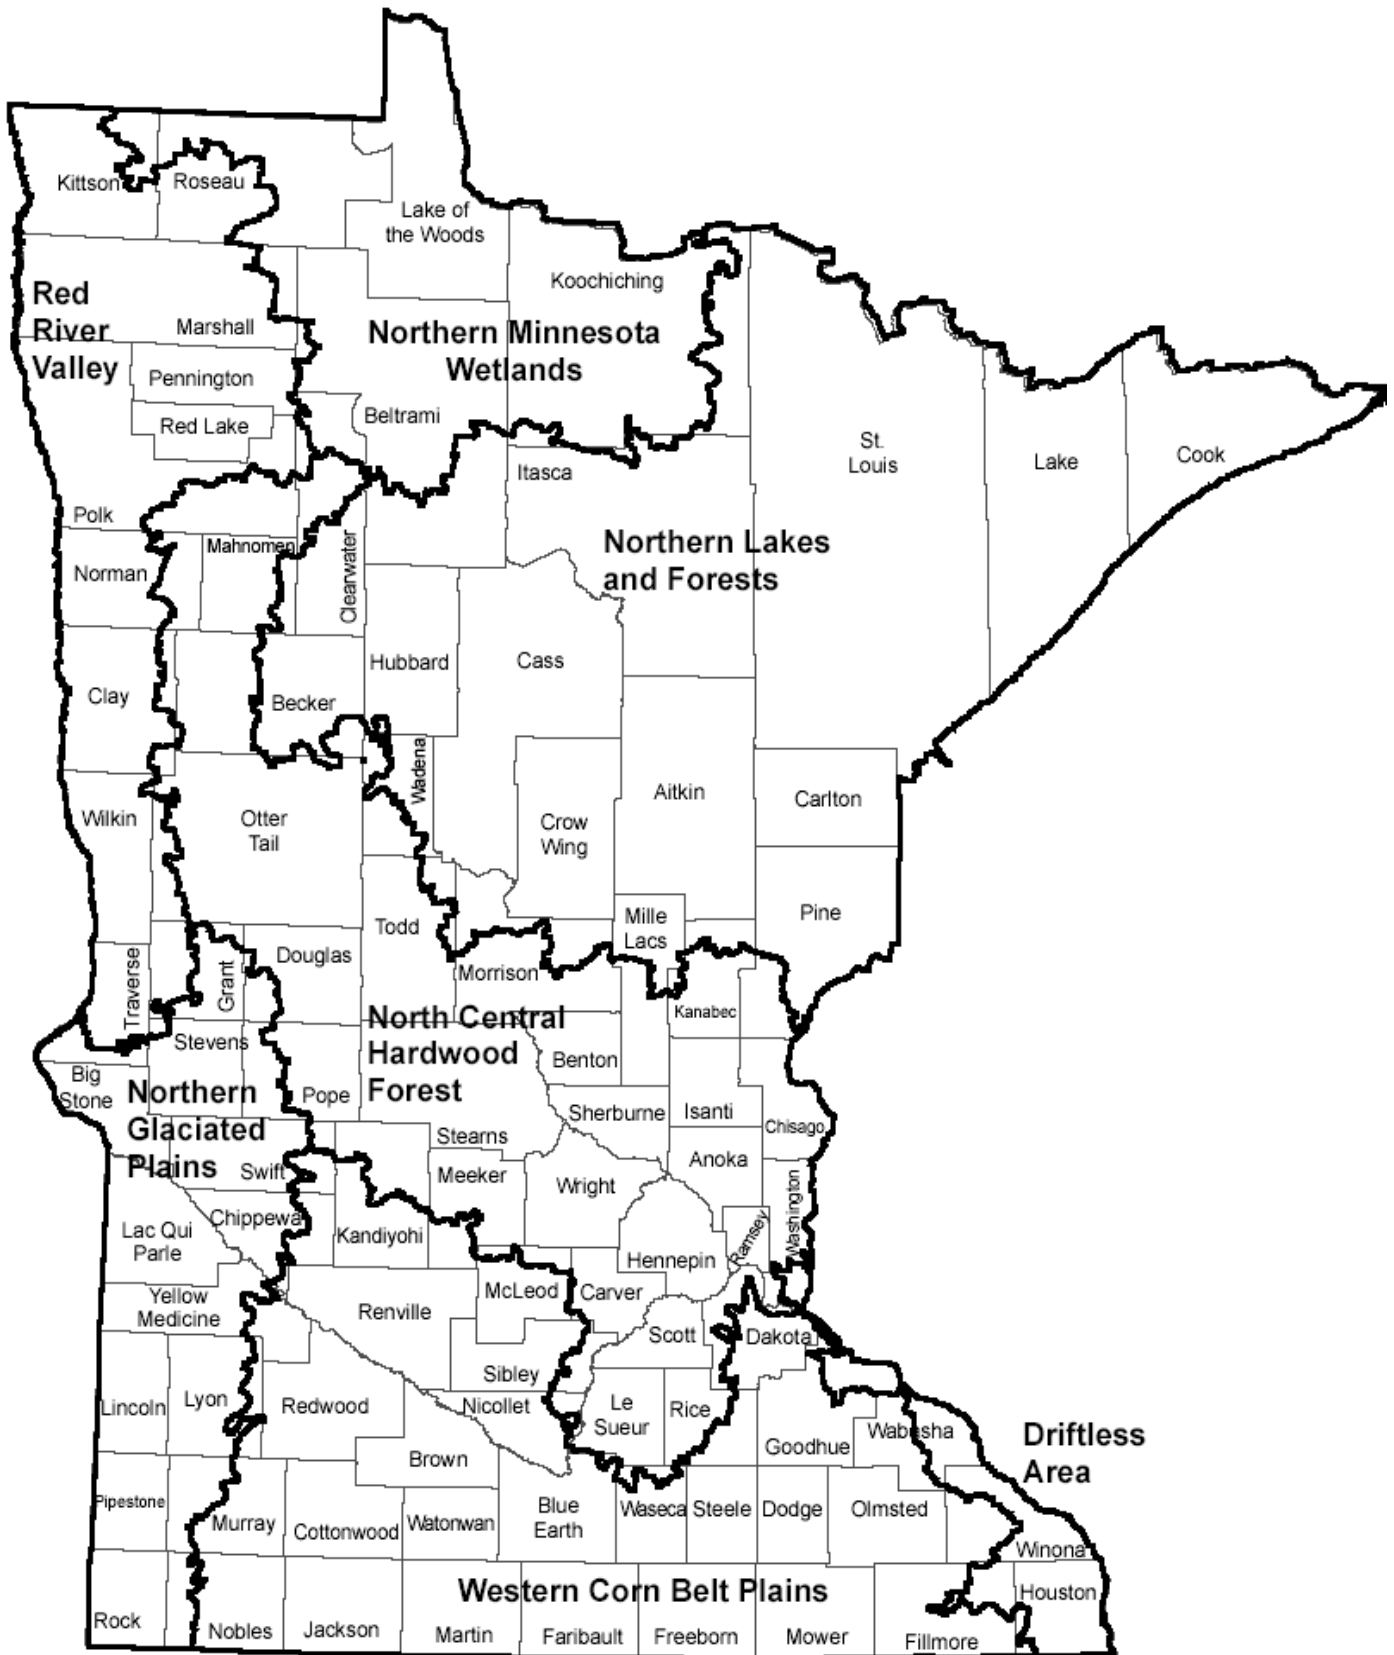 Kittson
Roseau
Lake of
the Woods
Koochiching
Red
River
Valley
Marshall
Northern Minnesota
Wetlands
Pennington
Beltrami
Red Lake
St.
Louis
Lake
Cook
Itasca
Polk
Mahnomen
Northern Lakes
and Forests
Norman
Clearwater
Hubbard
Cass
Clay
Becker
Wadena
Aitkin
Carlton
Wilkin
Otter
Tail
Crow
Wing
Todd
Mille
Lacs
Pine
Douglas
Traverse
Grant
Morrison
Kanabec
North Central
Hardwood
Forest
Stevens
Benton
Big
Stone
Northern
Glaciated
Plains
Pope
Sherburne
Isanti
Chisago
Stearns
Swift
Meeker
Anoka
Wright
Washington
Chippewa
Lac Qui
Parle
Kandiyohi
Hennepin
Ramsey
Yellow
Medicine
Renville
McLeod
Carver
Scott
Dakota
Sibley
Lincoln
Lyon
Redwood
Nicollet
Le
Sueur
Rice
Wabasha
Driftless
Area
Goodhue
Brown
Pipestone
Murray
Cottonwood
Watonwan
Blue
Earth
Waseca
Steele
Dodge
Olmsted
Winona
Western Corn Belt Plains
Houston
Rock
Nobles
Jackson
Martin
Faribault
Freeborn
Mower
Fillmore